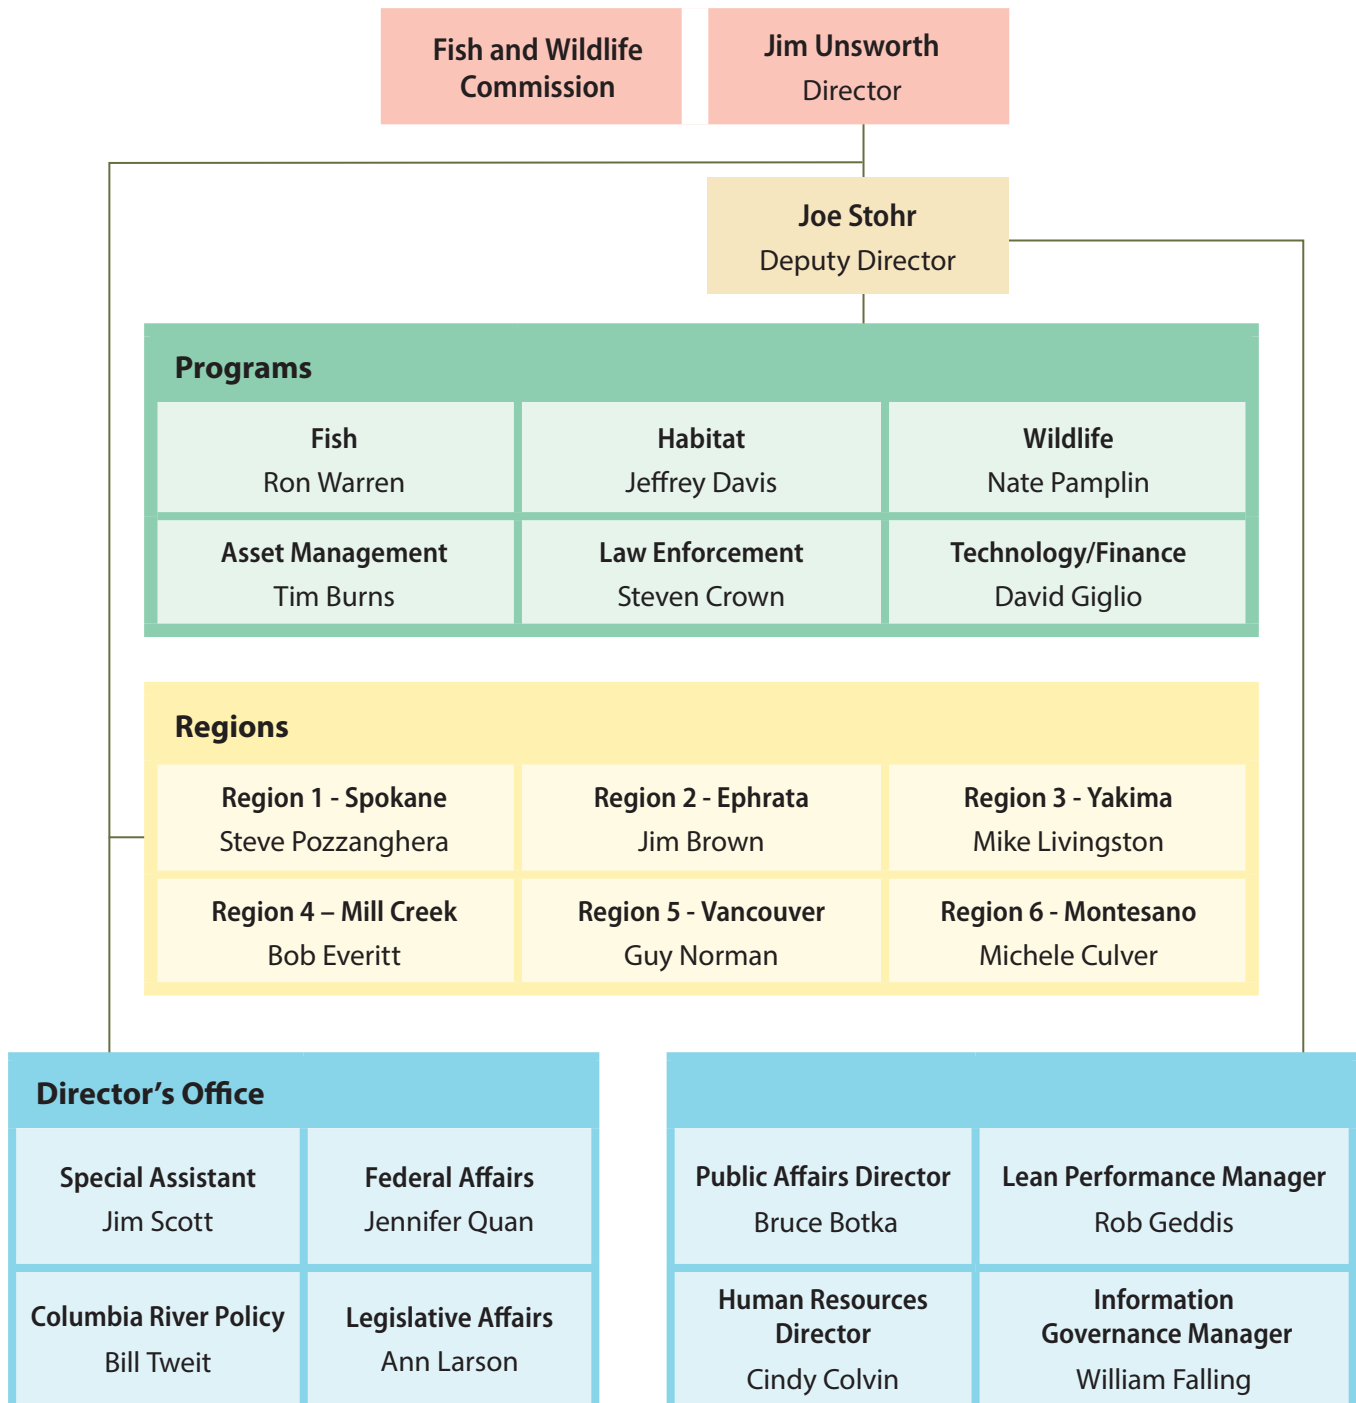 Fish and Wildlife
Commission
Jim Unsworth
Director
Joe Stohr
Deputy Director
Programs
Fish
Ron Warren
Habitat
Jeffrey Davis
Wildlife
Nate Pamplin
Asset Management
Tim Burns
Law Enforcement
Steven Crown
Technology/Finance
David Giglio
Regions
Region 1 - Spokane
Steve Pozzanghera
Region 2 - Ephrata
Jim Brown
Region 3 - Yakima
Mike Livingston
Region 4 – Mill Creek
Bob Everitt
Region 5 - Vancouver
Guy Norman
Region 6 - Montesano
Michele Culver
Director’s Office
Special Assistant
Jim Scott
Federal Affairs
Jennifer Quan
Columbia River Policy
Bill Tweit
Legislative Affairs
Ann Larson
Public Affairs Director
Bruce Botka
Lean Performance Manager
Rob Geddis
Human Resources
Director
Cindy Colvin
Information
Governance Manager
William Falling